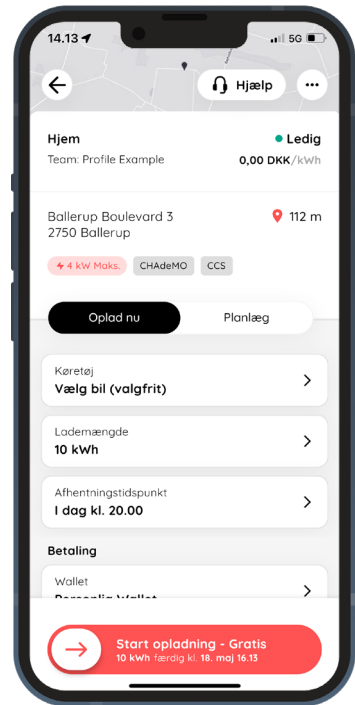 14.13
5G
Hjælp
Hjem
Ledig
Team: Profile Example
0,00 DKK/kWh
Ballerup Boulevard 3
112 m
2750 Ballerup
4 kW Maks.
CHAdeMO
CCS
Oplad nu
Planlæg
Køretøj
Vælg bil (valgfrit)
Lademængde
10 kWh
Afhentningstidspunkt
I dag kl. 20.00
Betaling
Wallet
Personlig Wallet
Start opladning - Gratis
10 kWh færdig kl. 18. maj 16.13